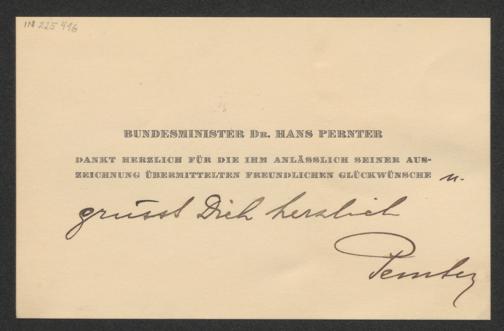 IN 225 416
BUNDESMINISTER DR. HANS PERNTER
DANKT HERZLICH FÜR DIE IHM ANLÄSSLICH SEINER AUS-
ZEICHNUNG ÜBERMITTELTEN FREUNDLICHEN GLÜCKWÜNSCHE u.
grüsst Dich herzlich
Pernter